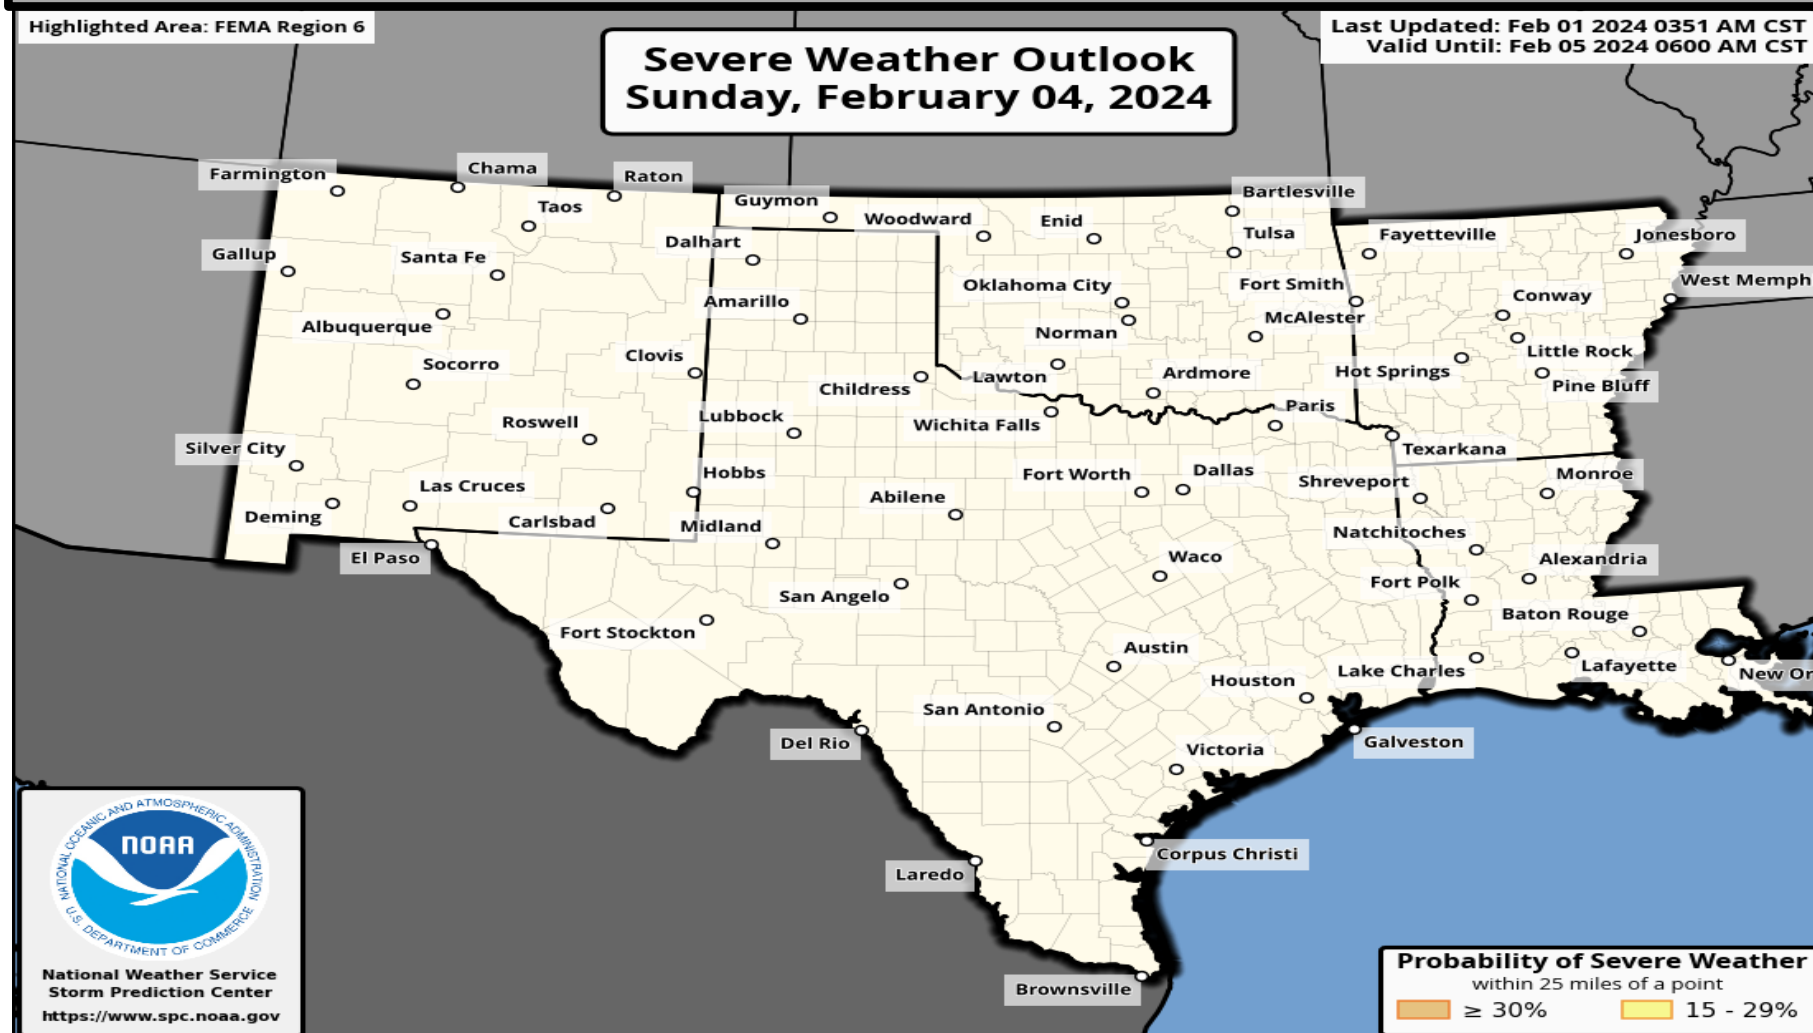 Highlighted Area: FEMA Region 6
Severe Weather Outlook
Sunday, February 04, 2024
Last Updated: Feb 01 2024 0351 AM CST
Valid Until: Feb 05 2024 0600 AM CST
Farmington
Chama
Raton
Taos
Guymon
Woodward
Enid
Bartlesville
Tulsa
Fayetteville
Jonesboro
Gallup
Santa Fe
Dalhart
Oklahoma City
Fort Smith
Conway
West Memph
Albuquerque
Amarillo
Norman
McAlester
Little Rock
Socorro
Clovis
Childress
Lawton
Ardmore
Hot Springs
Pine Bluff
Roswell
Lubbock
Wichita Falls
Paris
Texarkana
Silver City
Las Cruces
Hobbs
Abilene
Fort Worth
Dallas
Shreveport
Monroe
Deming
Carlsbad
Midland
Natchitoches
El Paso
San Angelo
Waco
Fort Polk
Alexandria
Fort Stockton
Austin
Baton Rouge
Houston
Lake Charles
Lafayette
New Or
San Antonio
Del Rio
Victoria
Galveston
Laredo
Corpus Christi
Brownsville
NATIONAL OCEANIC AND ATMOSPHERIC ADMINISTRATION
NOAA
U.S. DEPARTMENT OF COMMERCE
National Weather Service
Storm Prediction Center
https://www.spc.noaa.gov
Probability of Severe Weather
within 25 miles of a point
≥ 30%
15 - 29%